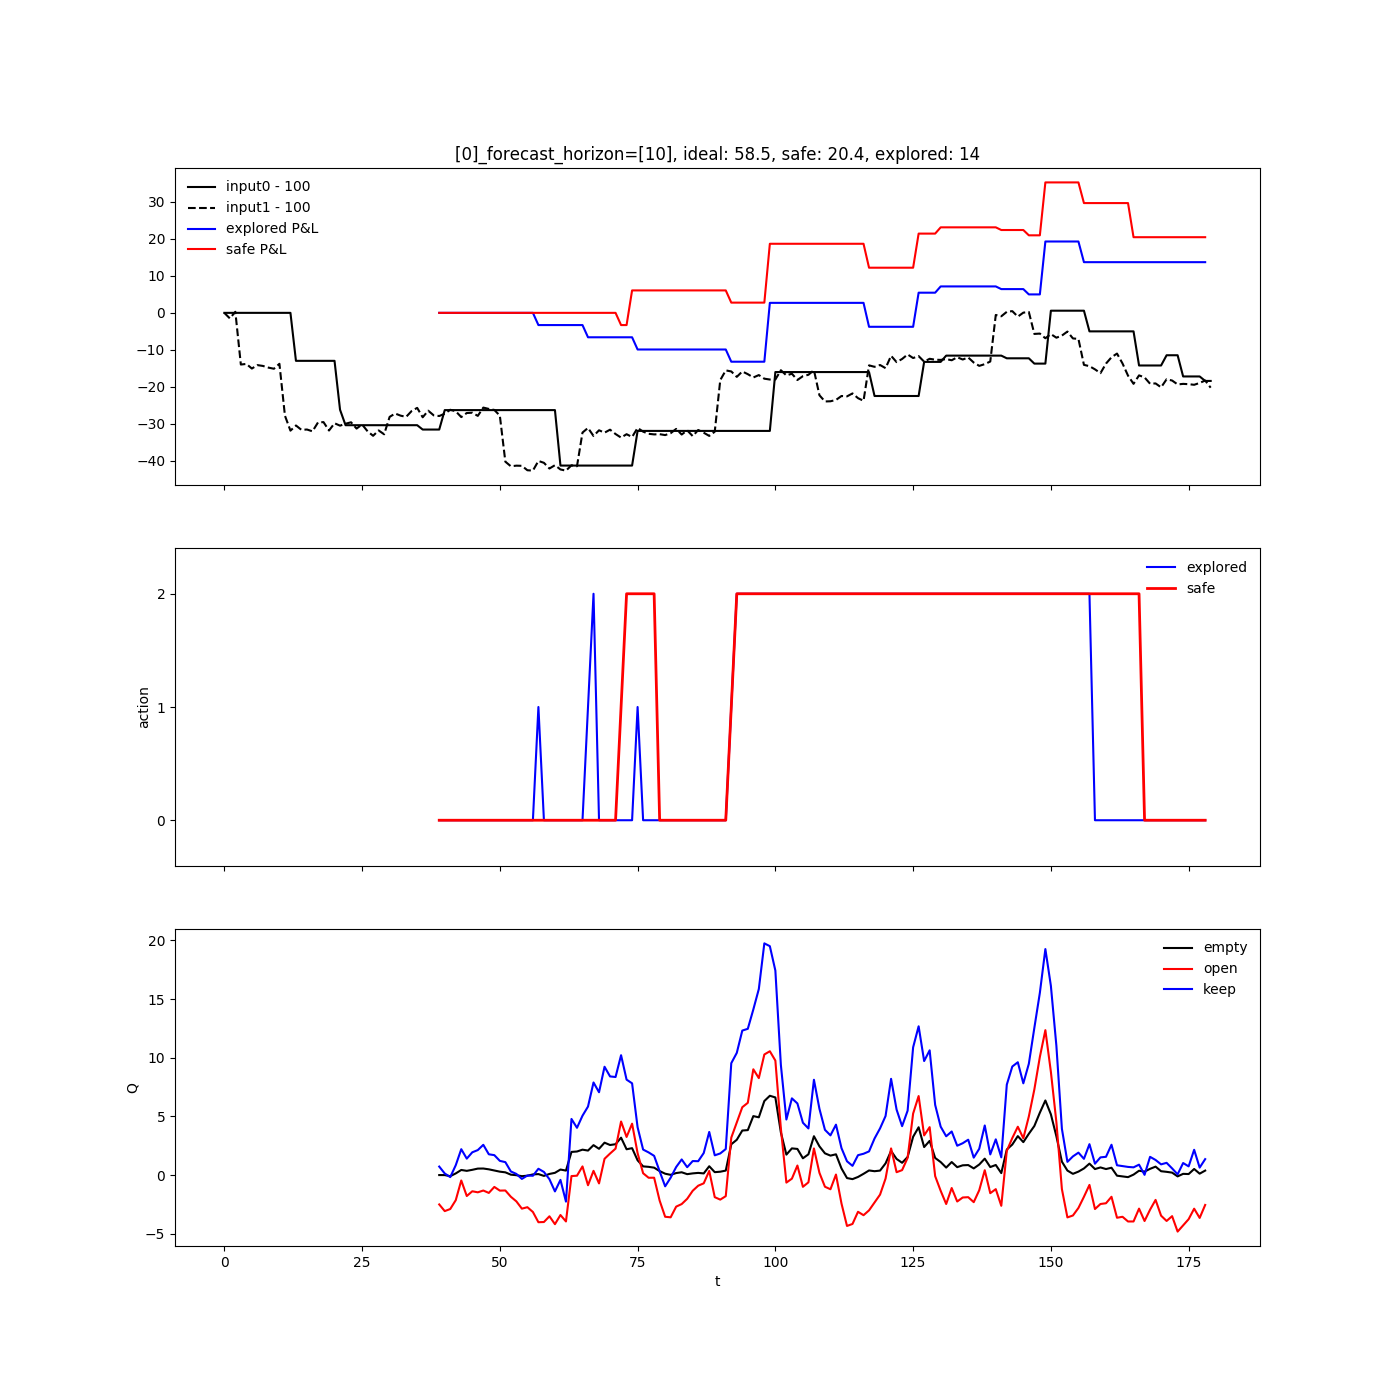 [0]_forecast_horizon=[10], ideal: 58.5, safe: 20.4, explored: 14
input0 - 100
input1 - 100
explored P&L
safe P&L
30
20
10
0
−10
−20
−30
−40
explored
safe
2
1
0
action
empty
open
keep
20
15
10
5
0
−5
Q
0 25 50 75 100 125 150 175
t